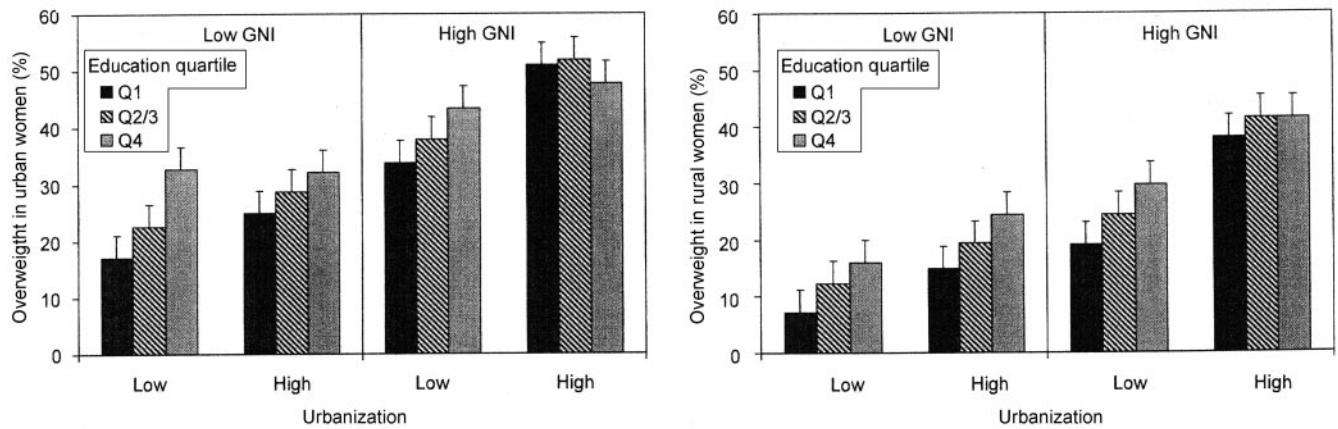 60
50
40
30
20
10
0
Overweigtht in urban women (%)
Low GNI
High GNI
Education quartile
Q1
Q2/3
Q4
Low
High
Low
High
Urbanization
60
50
40
30
20
10
0
Overweight in rural women (%)
Low GNI
High GNI
Education quartile
Q1
Q2/3
Q4
Low
High
Low
High
Urbanization